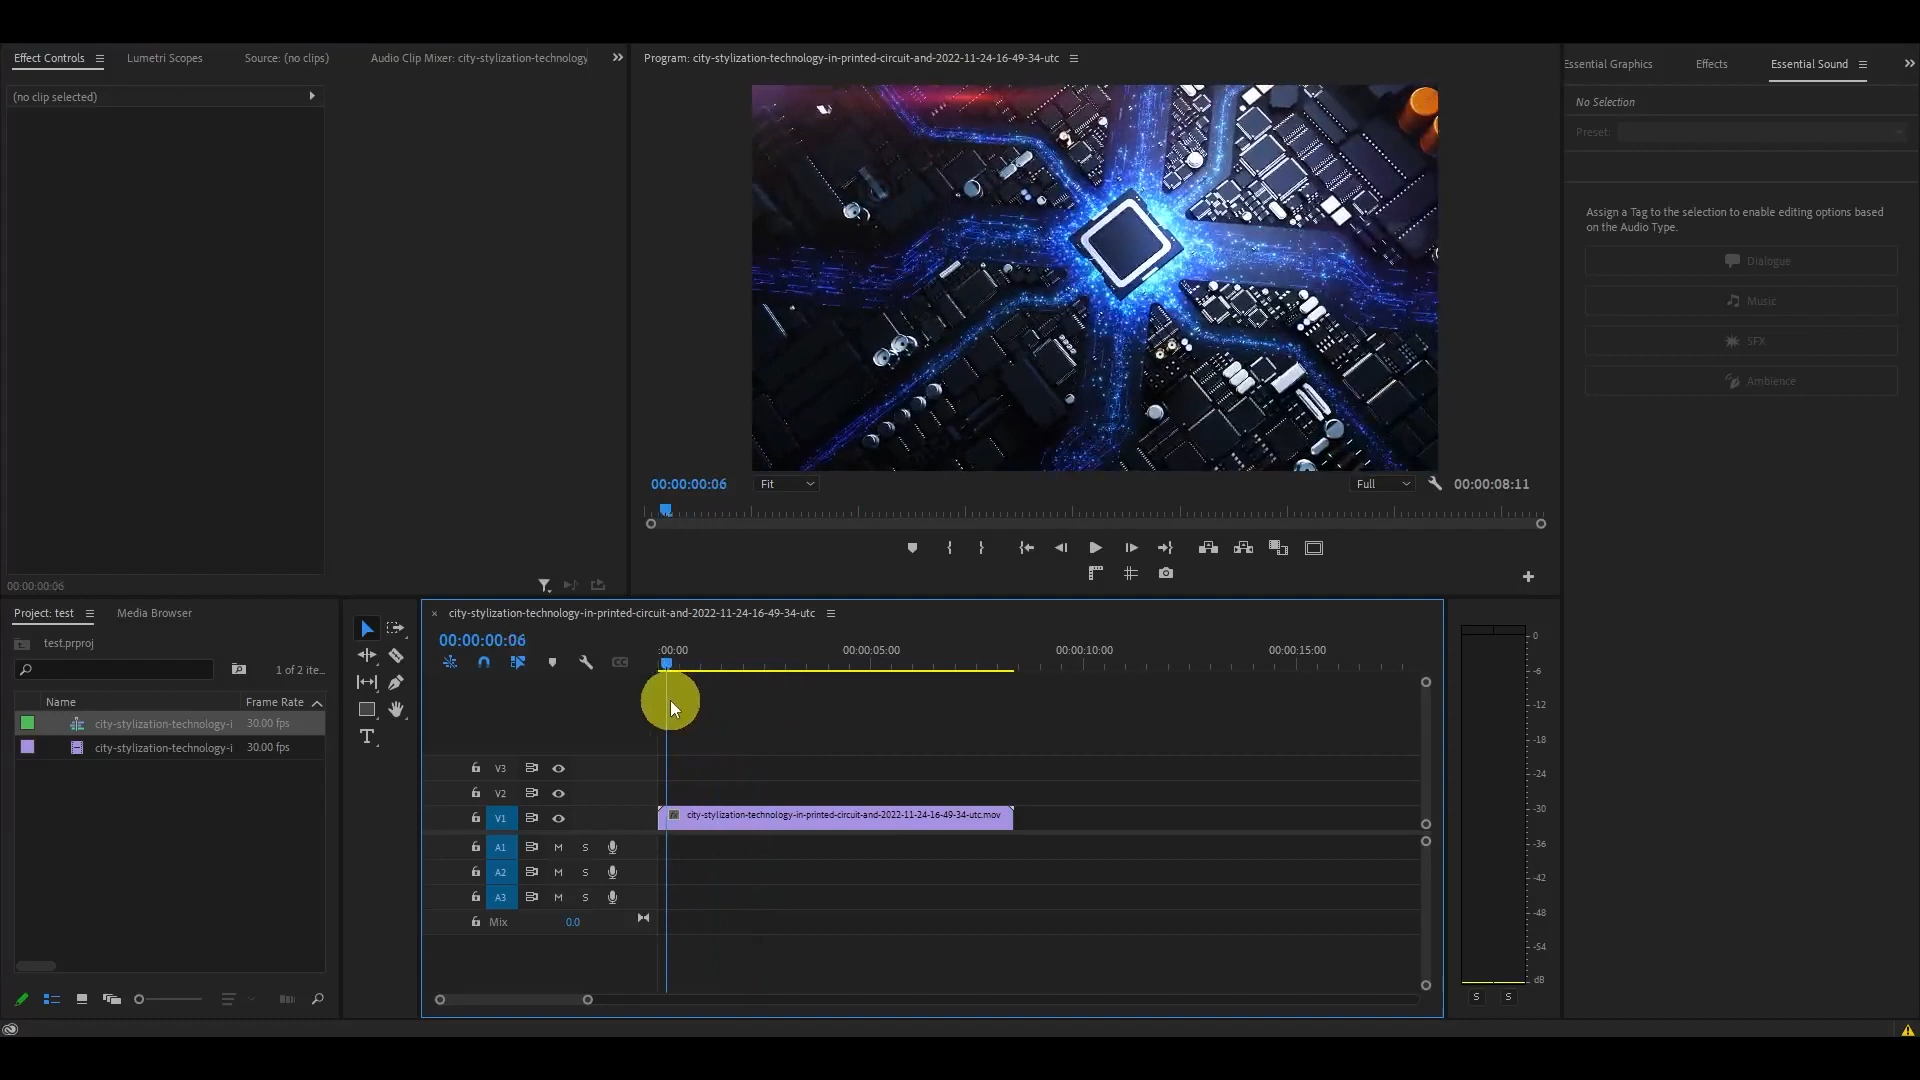 Effect Controls
Lumetri Scopes
Source: (no clips)
Audio Clip Mixer: city-stylization-technology
Program: city-stylization-technology-in-printed-circuit-and-2022-11-24-16-49-34-utc
Essential Graphics
Effects
Essential Sound
(no clip selected)
No Selection
Preset:
Assign a Tag to the selection to enable editing options based
on the Audio Type.
Dialogue
Music
SFX
Ambience
00:00:00:06
Fit
Full
00:00:08:11
00:00:00:06
Project: test
Media Browser
city-stylization-technology-in-printed-circuit-and-2022-11-24-16-49-34-utc
test.prproj
1 of 2 ite...
00:00:00:06
:00:00
00:00:05:00
00:00:10:00
00:00:15:00
Name
Frame Rate
city-stylization-technology-i
30.00 fps
city-stylization-technology-i
30.00 fps
V3
V2
V1
city-stylization-technology-in-printed-circuit-and-2022-11-24-16-49-34-utc.mov
A1 M S
A2 M S
A3 M S
Mix
0.0
T
0
-6
-12
-18
-24
-30
-36
-42
-48
-54
dB
S S